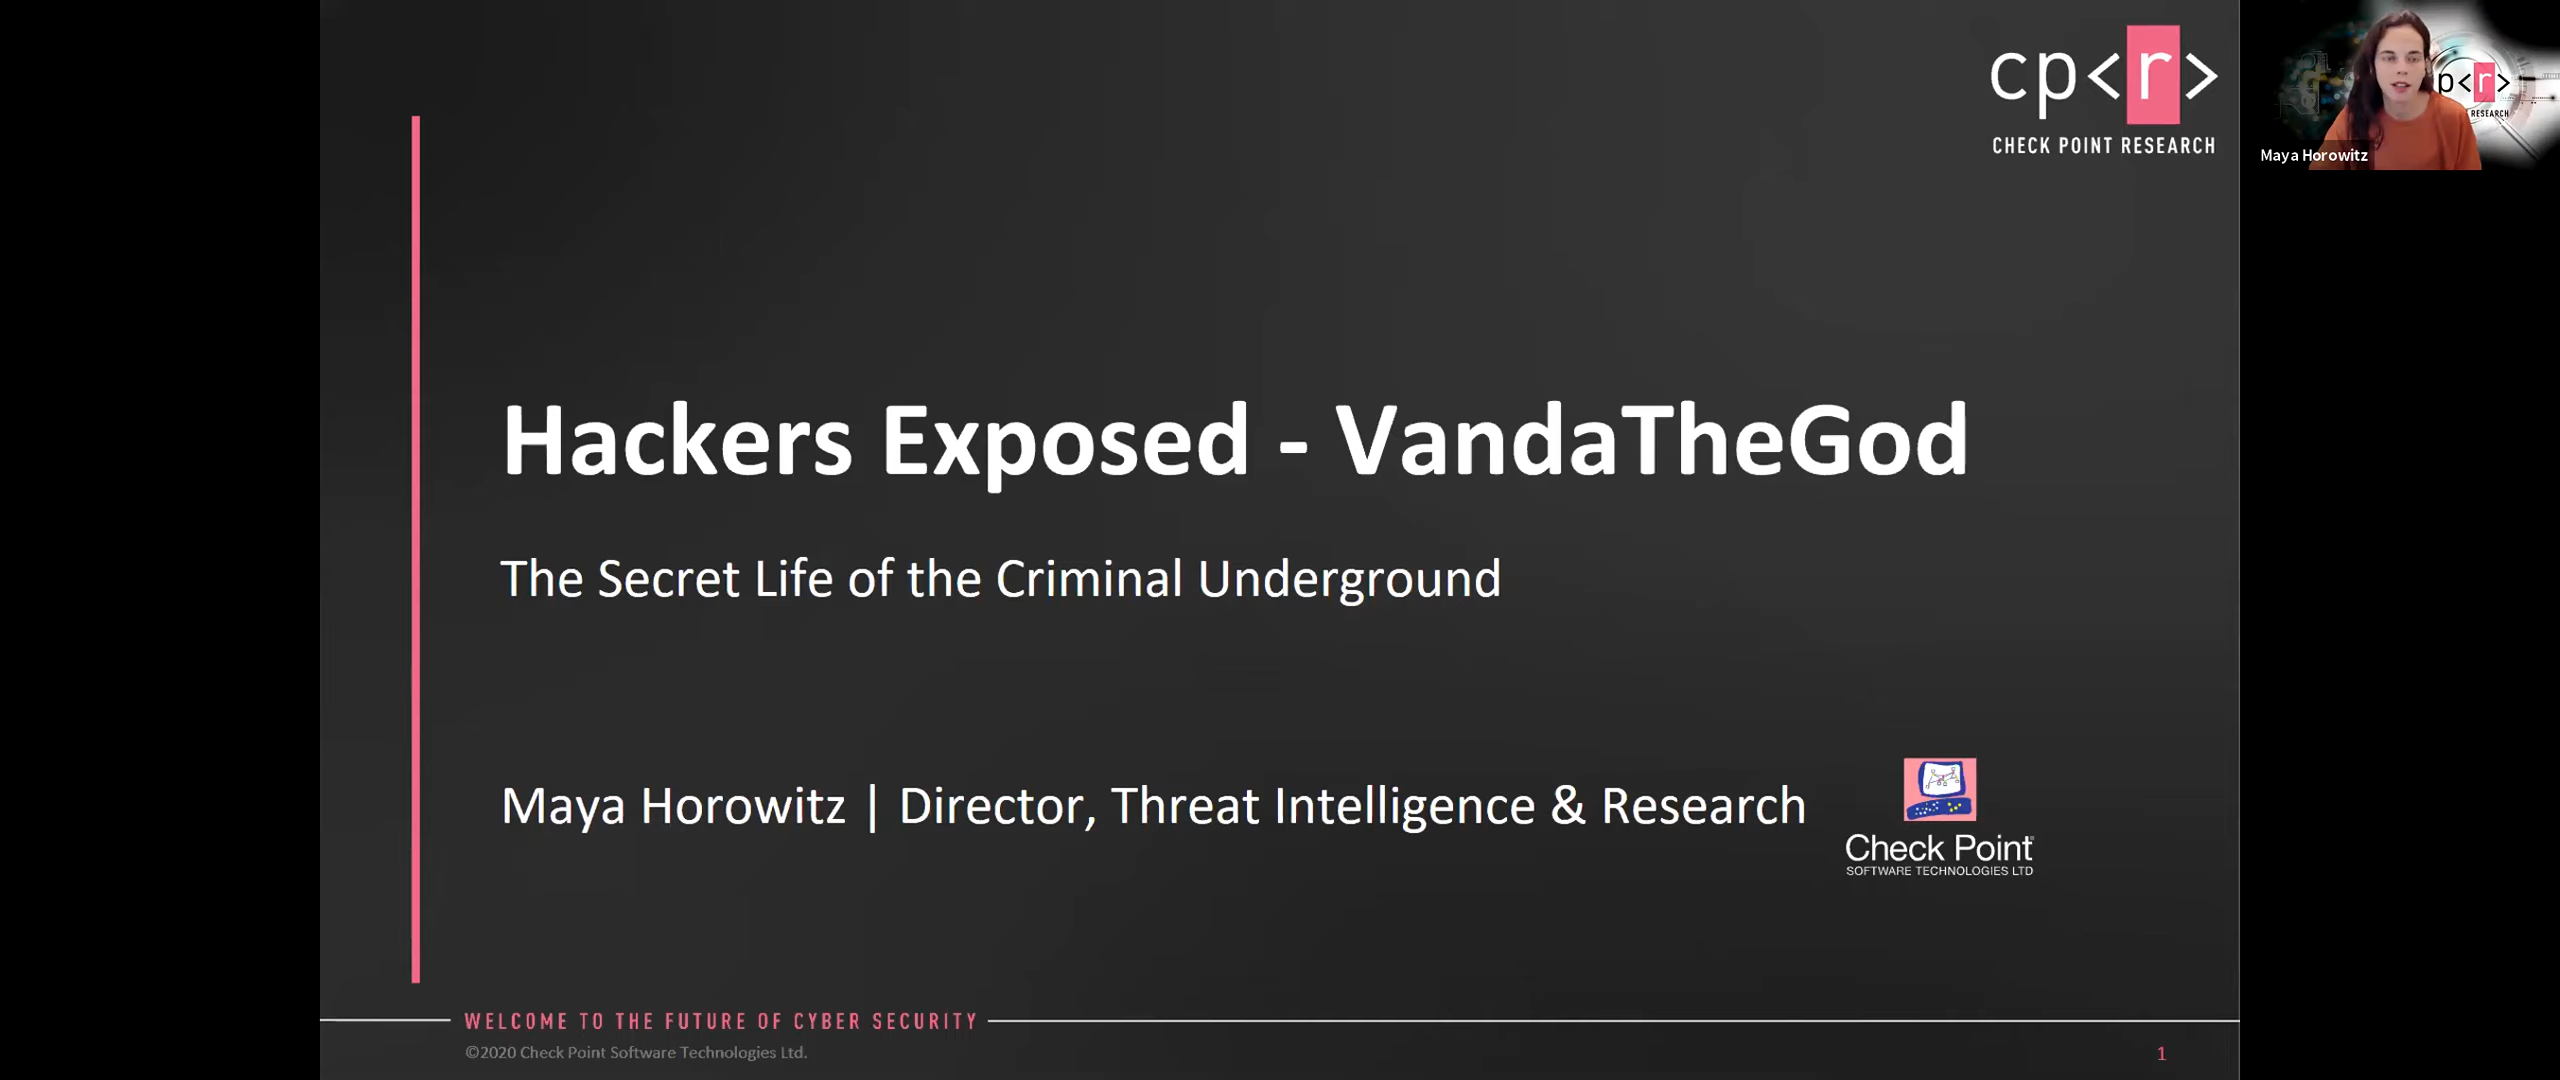 cp<r>
CHECK POINT RESEARCH
p<r>
RESEARCH
Maya Horowitz
Hackers Exposed - VandaTheGod
The Secret Life of the Criminal Underground
Maya Horowitz | Director, Threat Intelligence & Research
Check Point
SOFTWARE TECHNOLOGIES LTD
WELCOME TO THE FUTURE OF CYBER SECURITY
©2020 Check Point Software Technologies Ltd.
1